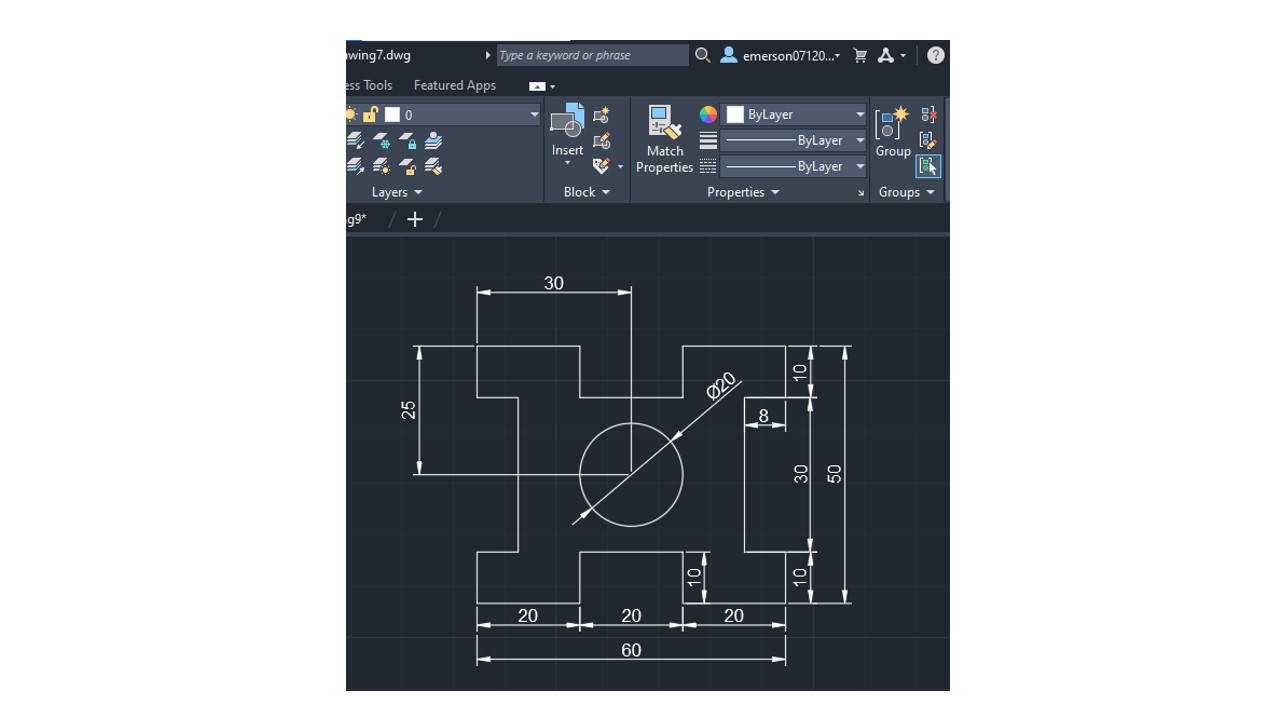 wing7.dwg Type a keyword or phrase emerson07120... ?
ess Tools Featured Apps
0
ByLayer
ByLayer
Insert Match Group
Properties ByLayer
Layers Block Properties Groups
g9* +
30
10
Ø20
25
8
30
50
10
10
20 20 20
60